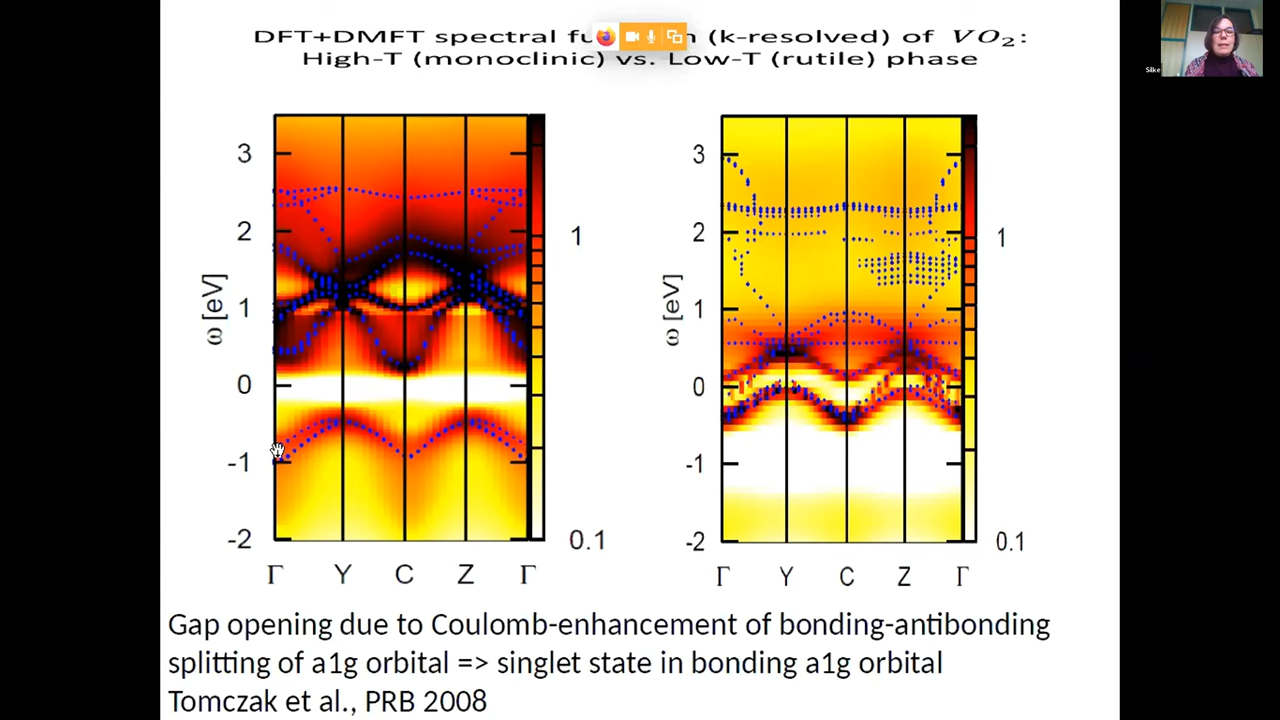 DFT+DMFT spectral fu n (k-resolved) of VO₂:
High-T (monoclinic) vs. Low-T (rutile) phase
Silke
3
2
1
0
-1
-2
ω [eV]
1
0.1
Γ Y C Z Γ
3
2
1
0
-1
-2
ω [eV]
1
0.1
Γ Y C Z Γ
Gap opening due to Coulomb-enhancement of bonding-antibonding
splitting of a1g orbital => singlet state in bonding a1g orbital
Tomczak et al., PRB 2008